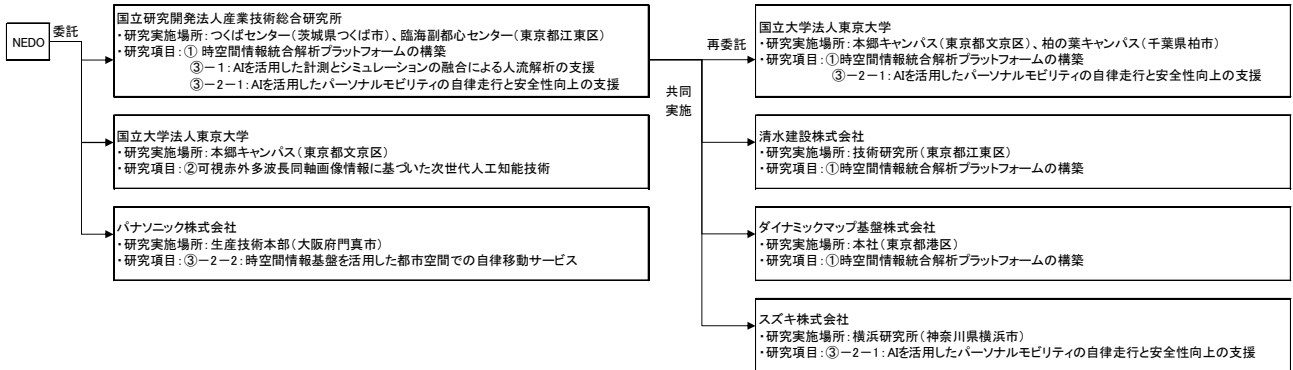 NEDO
委託
国立研究開発法人産業技術総合研究所
・研究実施場所：つくばセンター（茨城県つくば市）、臨海副都心センター（東京都江東区）
・研究項目：① 時空間情報統合解析プラットフォームの構築
③－1：AIを活用した計測とシミュレーションの融合による人流解析の支援
③－2－1：AIを活用したパーソナルモビリティの自律走行と安全性向上の支援
国立大学法人東京大学
・研究実施場所：本郷キャンパス（東京都文京区）
・研究項目：②可視赤外多波長同軸画像情報に基づいた次世代人工知能技術
パナソニック株式会社
・研究実施場所：生産技術本部（大阪府門真市）
・研究項目：③－2－2：時空間情報基盤を活用した都市空間での自律移動サービス
再委託
共同
実施
国立大学法人東京大学
・研究実施場所：本郷キャンパス（東京都文京区）、柏の葉キャンパス（千葉県柏市）
・研究項目：①時空間情報統合解析プラットフォームの構築
③－2－1：AIを活用したパーソナルモビリティの自律走行と安全性向上の支援
清水建設株式会社
・研究実施場所：技術研究所（東京都江東区）
・研究項目：①時空間情報統合解析プラットフォームの構築
ダイナミックマップ基盤株式会社
・研究実施場所：本社（東京都港区）
・研究項目：①時空間情報統合解析プラットフォームの構築
スズキ株式会社
・研究実施場所：横浜研究所（神奈川県横浜市）
・研究項目：③－2－1：AIを活用したパーソナルモビリティの自律走行と安全性向上の支援